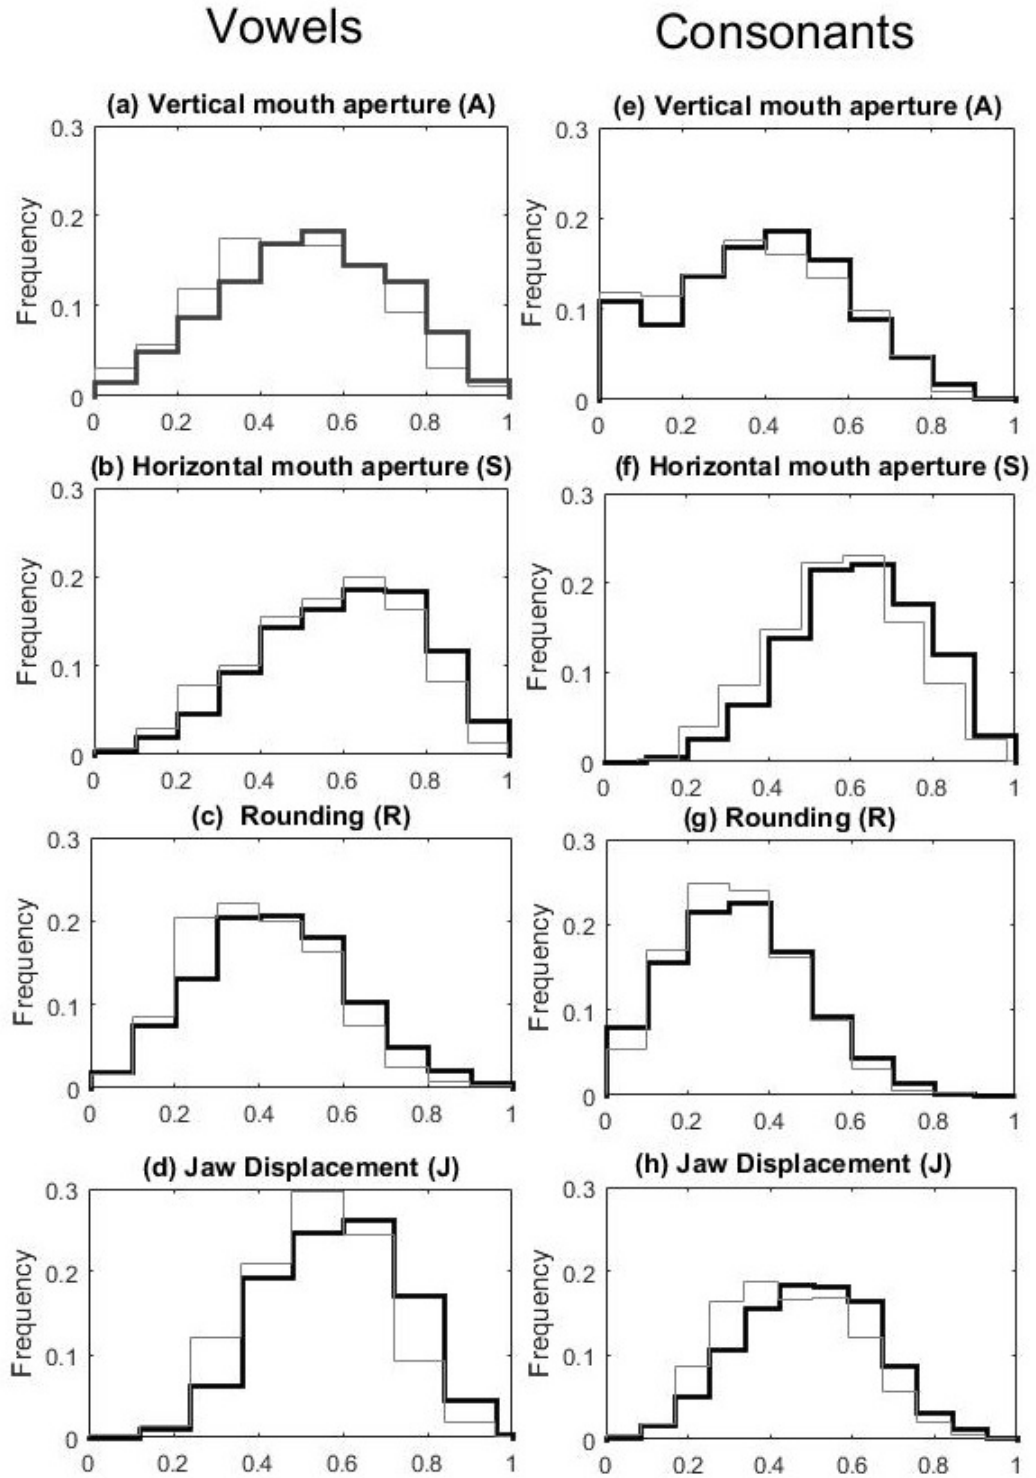 Vowels
Consonants
(a) Vertical mouth aperture (A)
0.3
0.2
0.1
0
Frequency
0 0.2 0.4 0.6 0.8 1
(e) Vertical mouth aperture (A)
0.3
0.2
0.1
0
Frequency
0 0.2 0.4 0.6 0.8 1
(b) Horizontal mouth aperture (S)
0.3
0.2
0.1
0
Frequency
0 0.2 0.4 0.6 0.8 1
(f) Horizontal mouth aperture (S)
0.3
0.2
0.1
0
Frequency
0 0.2 0.4 0.6 0.8 1
(c) Rounding (R)
0.3
0.2
0.1
0
Frequency
0 0.2 0.4 0.6 0.8 1
(g) Rounding (R)
0.3
0.2
0.1
0
Frequency
0 0.2 0.4 0.6 0.8 1
(d) Jaw Displacement (J)
0.3
0.2
0.1
0
Frequency
0 0.2 0.4 0.6 0.8 1
(h) Jaw Displacement (J)
0.3
0.2
0.1
0
Frequency
0 0.2 0.4 0.6 0.8 1